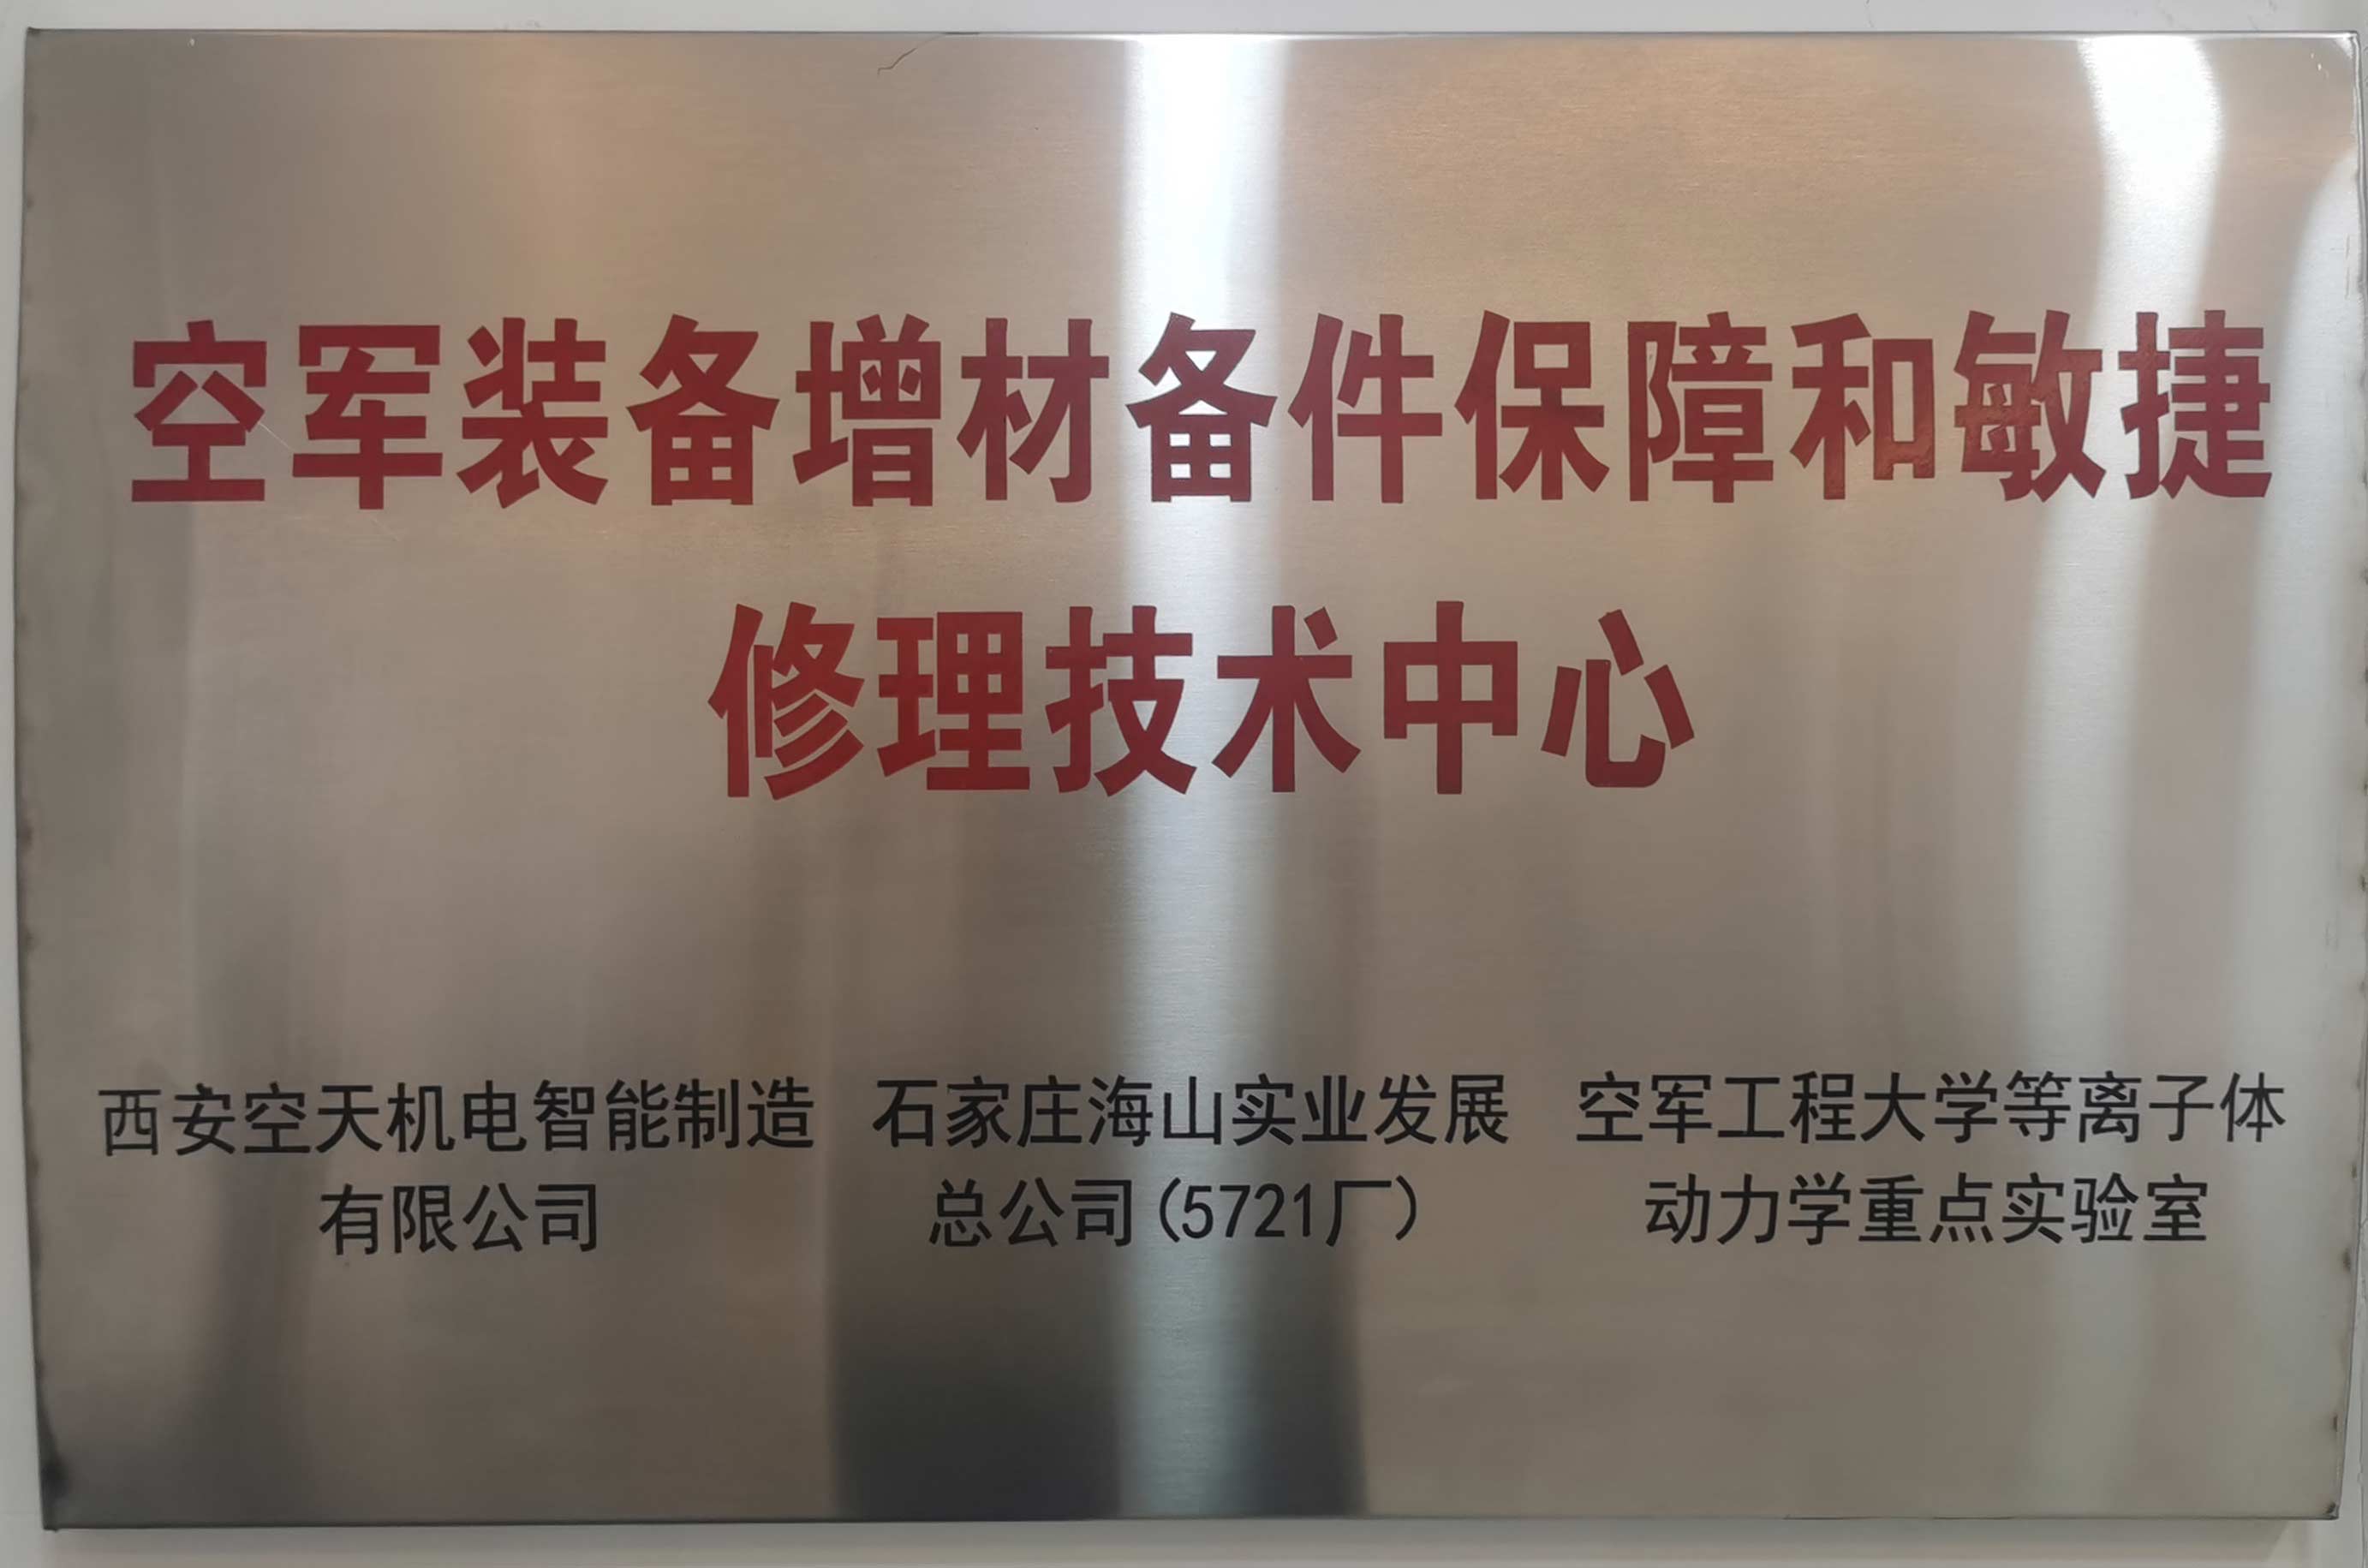 空军装备增材备件保障和敏捷
修理技术中心
西安空天机电智能制造
有限公司
石家庄海山实业发展
总公司(5721厂)
空军工程大学等离子体
动力学重点实验室